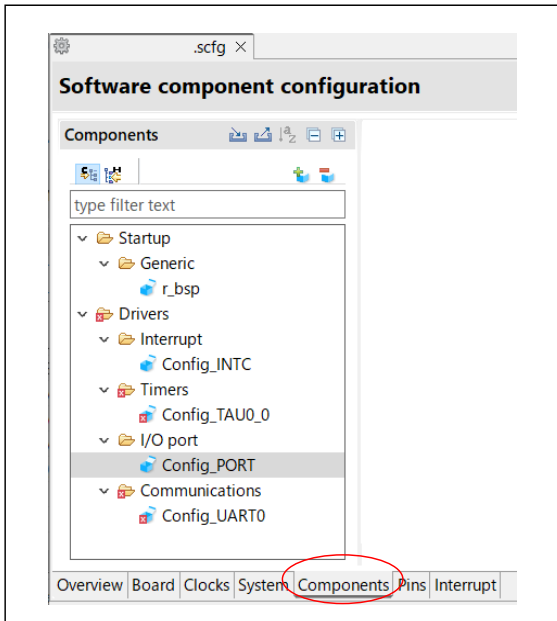 .scfg
Software component configuration
Components
type filter text
Startup
Generic
r_bsp
Drivers
Interrupt
Config_INTC
Timers
Config_TAU0_0
I/O port
Config_PORT
Communications
Config_UART0
Overview Board Clocks System Components Pins Interrupt